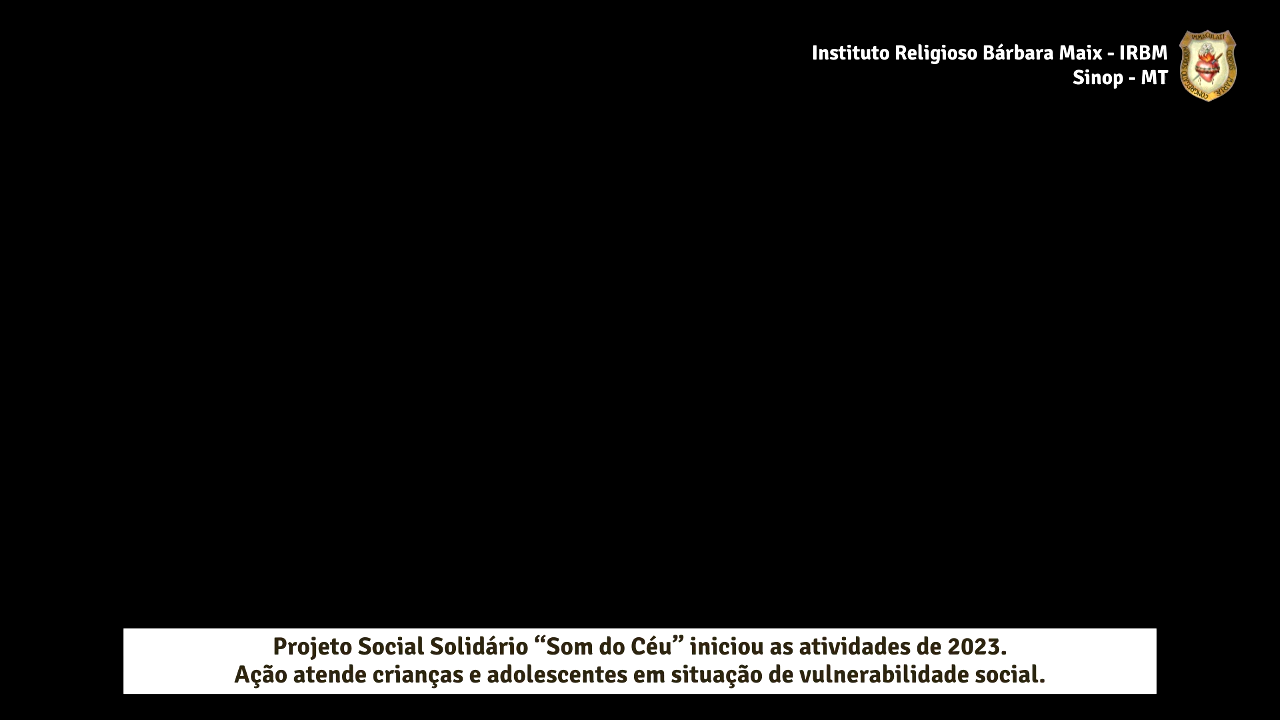 Instituto Religioso Bárbara Maix - IRBM
Sinop - MT
Projeto Social Solidário “Som do Céu” iniciou as atividades de 2023.
Ação atende crianças e adolescentes em situação de vulnerabilidade social.